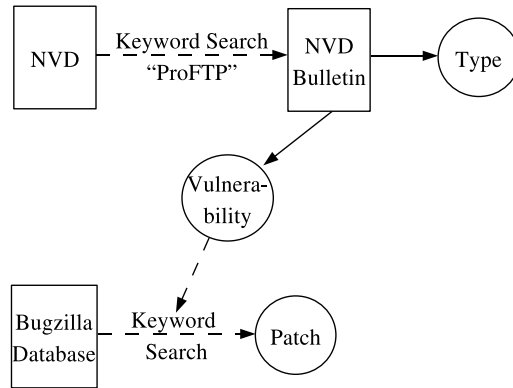 NVD
Keyword Search
“ProFTP”
NVD
Bulletin
Type
Vulnera-
bility
Bugzilla
Database
Keyword
Search
Patch